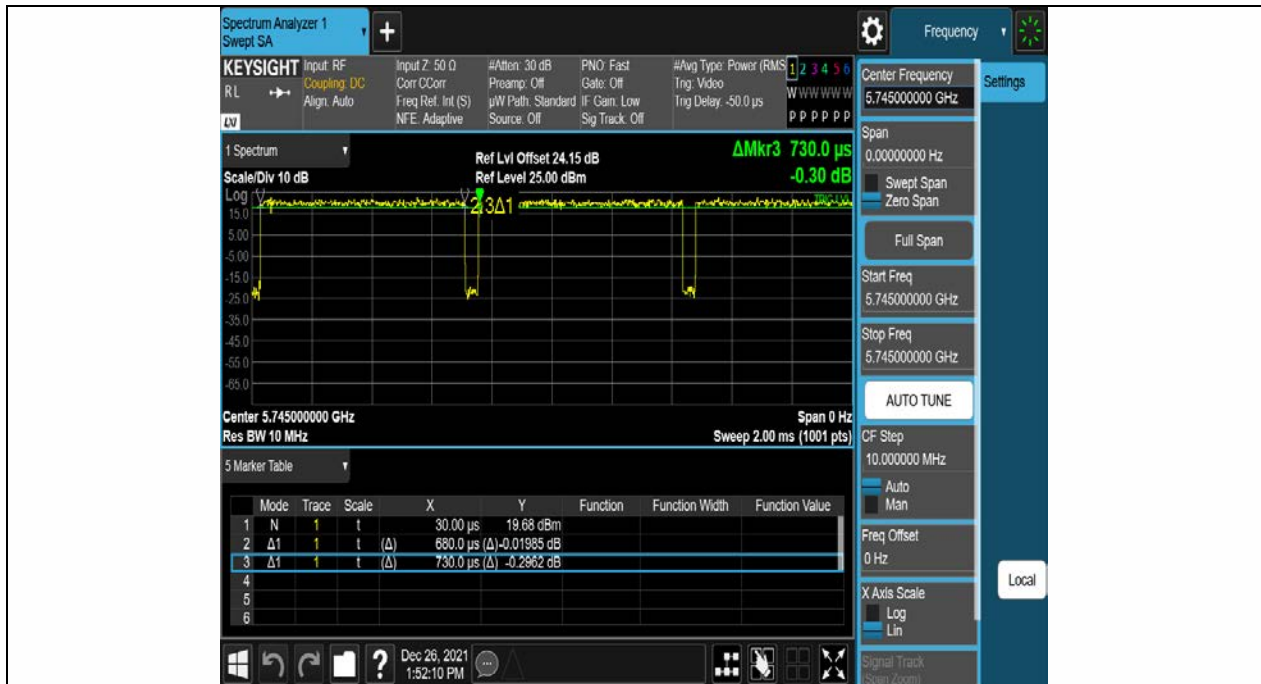 Spectrum Analyzer 1
Swept SA
+
Frequency
KEYSIGHT
RL
LXI
Input: RF
Coupling: DC
Align: Auto
Input Z: 50 Ω
Corr CCorr
Freq Ref: Int (S)
NFE: Adaptive
#Atten: 30 dB
Preamp: Off
µW Path: Standard
Source: Off
PNO: Fast
Gate: Off
IF Gain: Low
Sig Track: Off
#Avg Type: Power (RMS
Trig: Video
Trig Delay: -50.0 µs
1 2 3 4 5 6
W W W W W W
P P P P P P
1 Spectrum
Scale/Div 10 dB
Ref Lvl Offset 24.15 dB
Ref Level 25.00 dBm
ΔMkr3 730.0 µs
-0.30 dB
Log
15.0
5.00
-5.00
-15.0
-25.0
-35.0
-45.0
-55.0
-65.0
3Δ1
TRIG LVL
Center 5.745000000 GHz
Span 0 Hz
Res BW 10 MHz
Sweep 2.00 ms (1001 pts)
5 Marker Table
Mode Trace Scale X Y Function Function Width Function Value
1 N 1 t 30.00 µs 19.68 dBm
2 Δ1 1 t (Δ) 680.0 µs (Δ) -0.01985 dB
3 Δ1 1 t (Δ) 730.0 µs (Δ) -0.2962 dB
4
5
6
Dec 26, 2021
1:52:10 PM
Center Frequency
5.745000000 GHz
Settings
Span
0.00000000 Hz
Swept Span
Zero Span
Full Span
Start Freq
5.745000000 GHz
Stop Freq
5.745000000 GHz
AUTO TUNE
CF Step
10.000000 MHz
Auto
Man
Freq Offset
0 Hz
X Axis Scale
Log
Lin
Local
Signal Track
(Span Zoom)